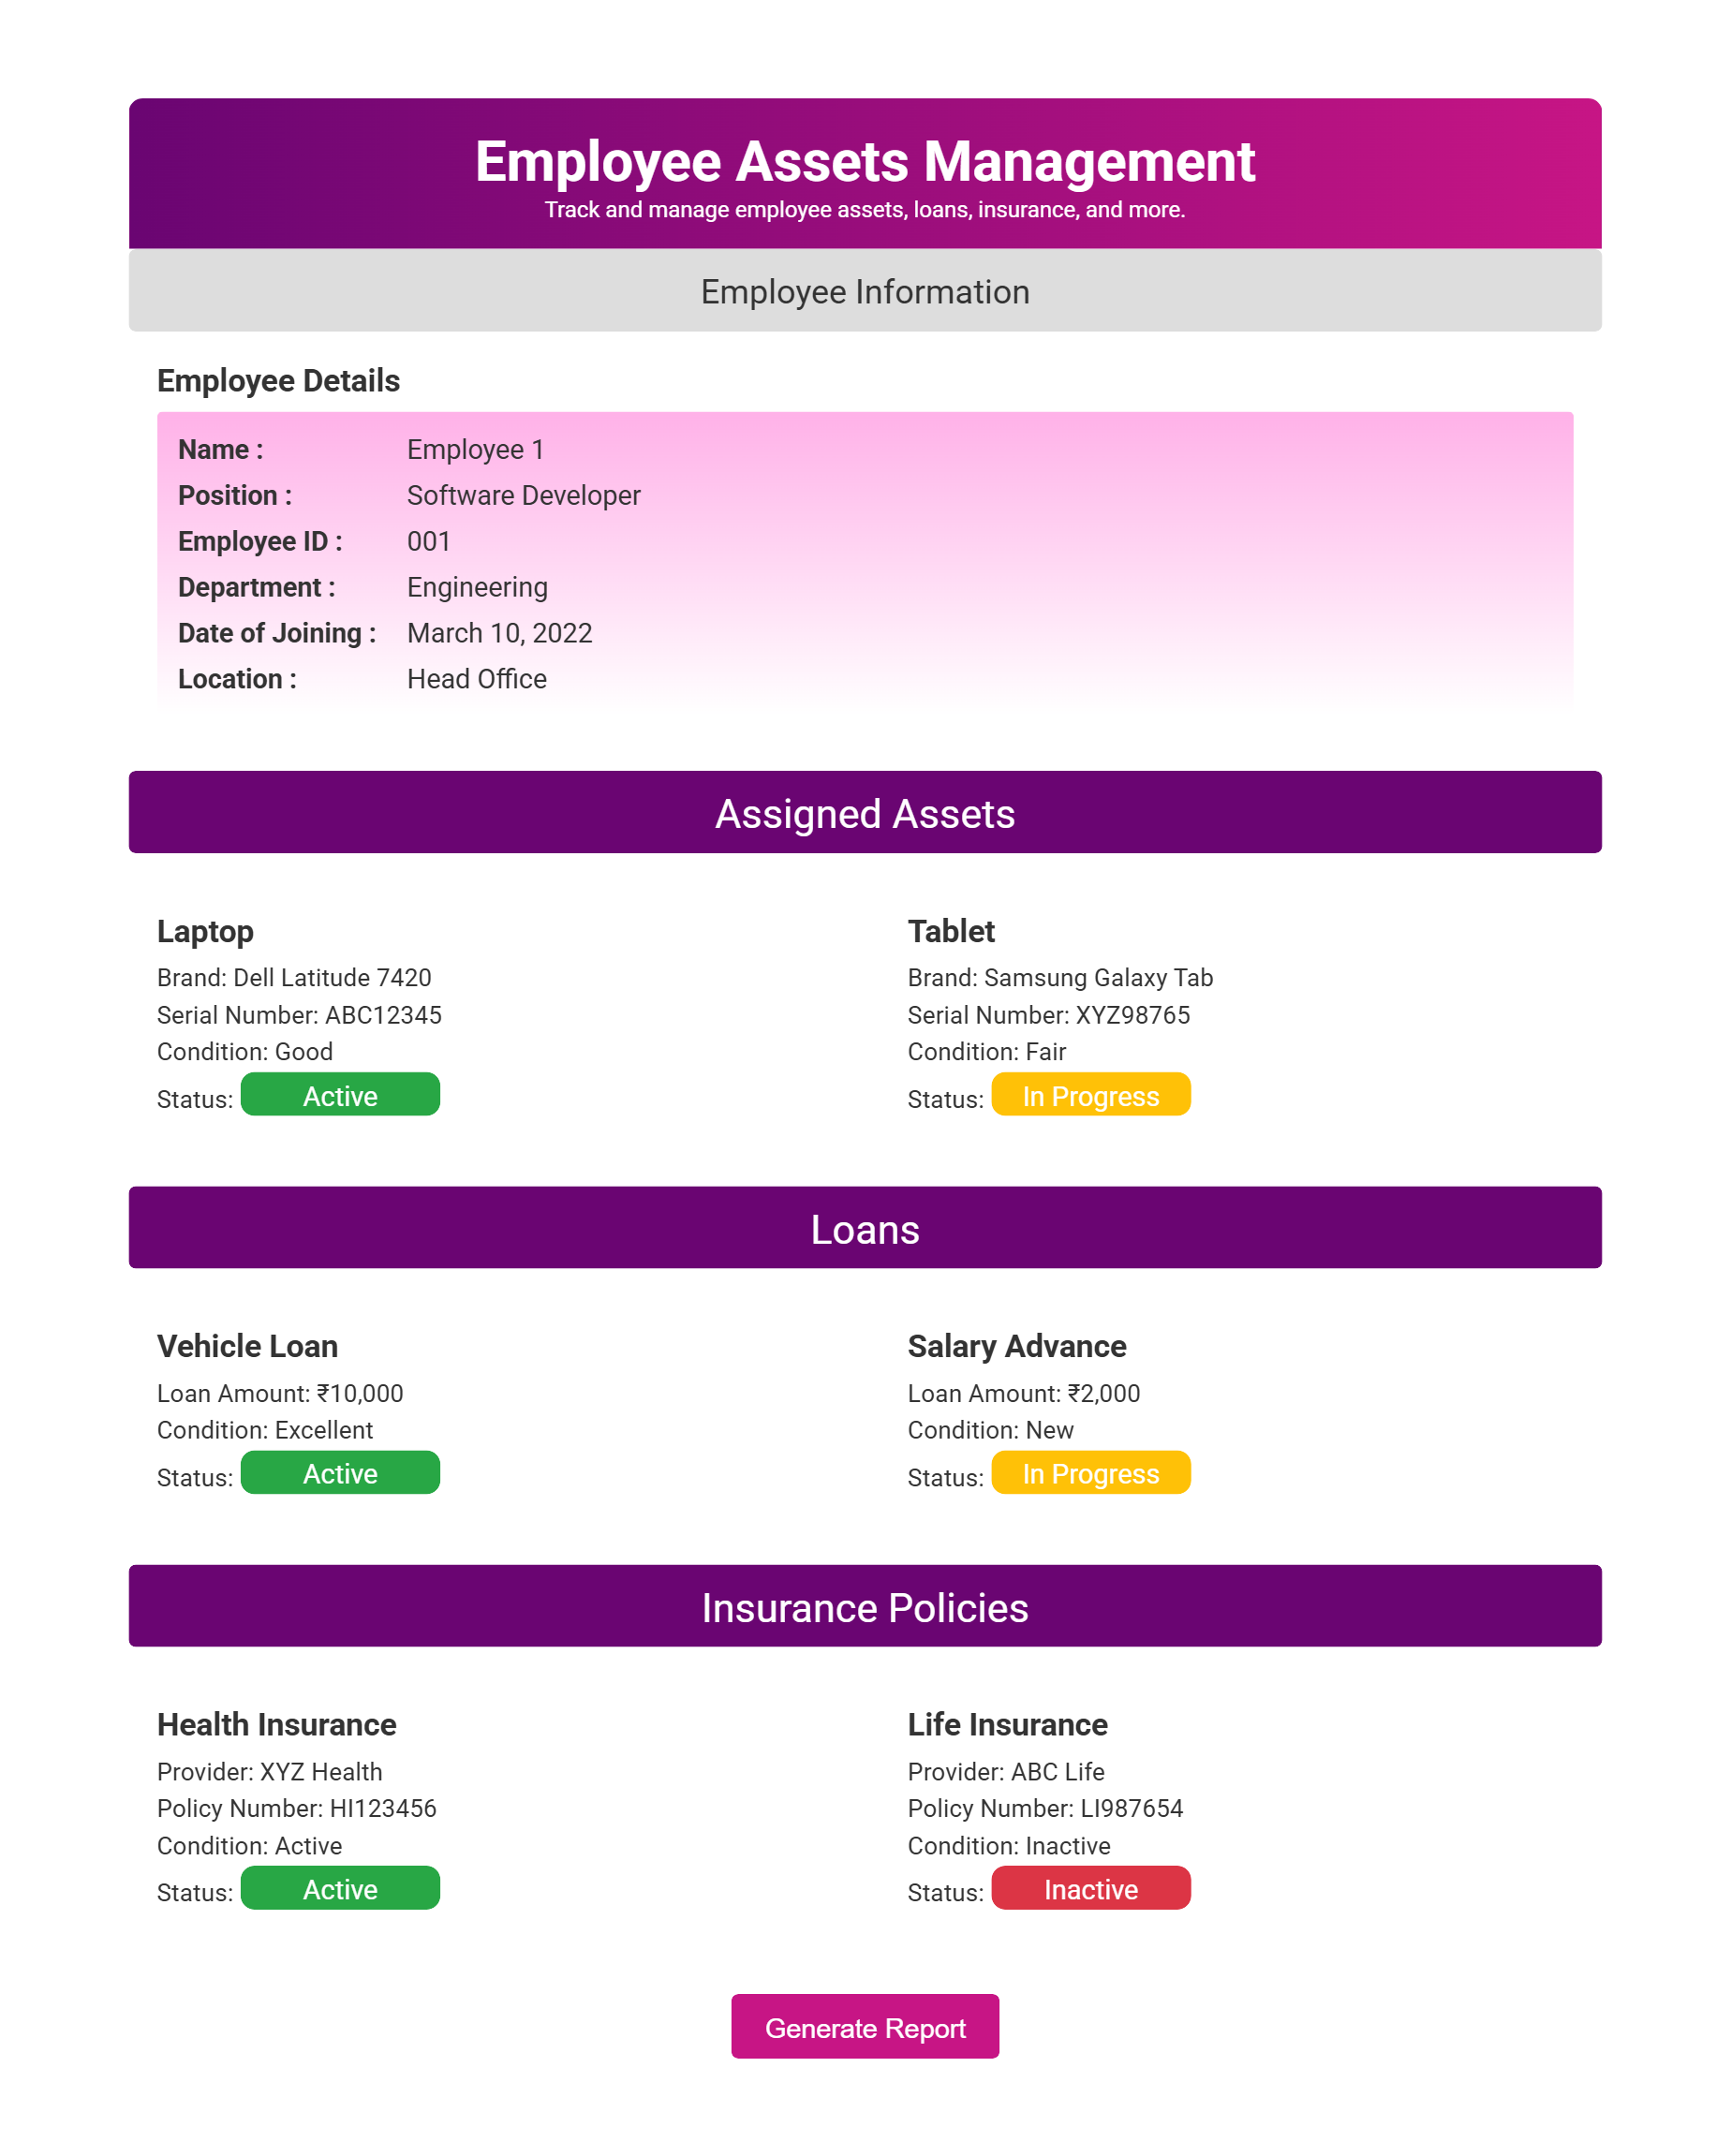 Employee Assets Management
Track and manage employee assets, loans, insurance, and more.
Employee Information
Employee Details
Name : Employee 1
Position : Software Developer
Employee ID : 001
Department : Engineering
Date of Joining : March 10, 2022
Location : Head Office
Assigned Assets
Laptop
Brand: Dell Latitude 7420
Serial Number: ABC12345
Condition: Good
Status: Active
Tablet
Brand: Samsung Galaxy Tab
Serial Number: XYZ98765
Condition: Fair
Status: In Progress
Loans
Vehicle Loan
Loan Amount: ₹10,000
Condition: Excellent
Status: Active
Salary Advance
Loan Amount: ₹2,000
Condition: New
Status: In Progress
Insurance Policies
Health Insurance
Provider: XYZ Health
Policy Number: HI123456
Condition: Active
Status: Active
Life Insurance
Provider: ABC Life
Policy Number: LI987654
Condition: Inactive
Status: Inactive
Generate Report